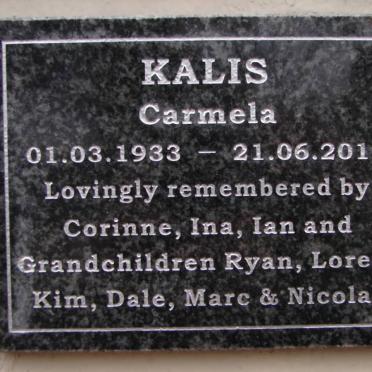 KALIS
Carmela
01.03.1933 — 21.06.201
Lovingly remembered by
Corinne, Ina, Ian and
Grandchildren Ryan, Lore
Kim, Dale, Marc & Nicola